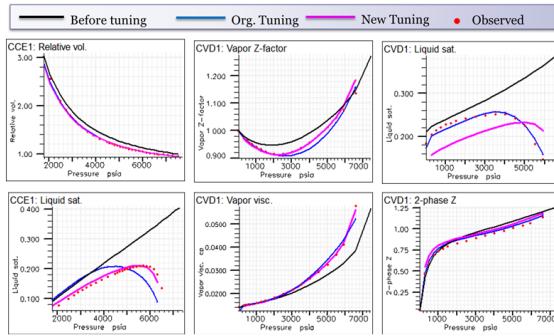 Before tuning Org. Tuning New Tuning Observed
CCE1: Relative vol. CVD1: Vapor Z-factor CVD1: Liquid sat.
3.00
2.00
1.00
Relative vol.
2000 4000 6000
Pressure psia
1.200
1.100
1.000
0.900
Vapor Z-factor
1000 3000 5000 7000
Pressure psia
0.300
0.200
Liquid sat.
1000 3000 5000
Pressure psia
CCE1: Liquid sat. CVD1: Vapor visc. CVD1: 2-phase Z
0.400
0.300
0.200
0.100
Liquid sat.
2000 4000 6000
Pressure psia
0.0500
0.0400
0.0300
0.0200
Vapor visc. cp
1000 3000 5000 7000
Pressure psia
1.25
1.00
0.75
0.50
0.25
2-phase Z
1000 3000 5000 7000
Pressure psia